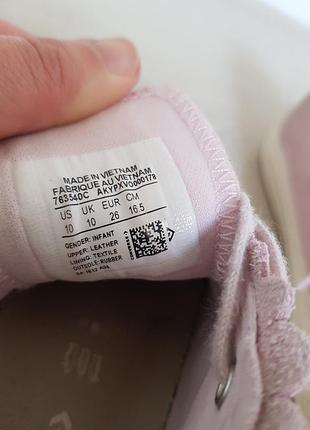 MADE IN VIETNAM
FABRIQUE AU VIETNAM
763540C AKYPXV000178
US UK EUR CM
10 10 26 16.5
GENDER: INFANT
UPPER: LEATHER
LINING: TEXTILE
OUTSOLE: RUBBER